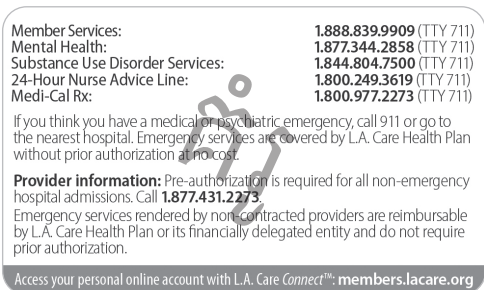 Member Services: 1.888.839.9909 (TTY 711)
Mental Health: 1.877.344.2858 (TTY 711)
Substance Use Disorder Services: 1.844.804.7500 (TTY 711)
24-Hour Nurse Advice Line: 1.800.249.3619 (TTY 711)
Medi-Cal Rx: 1.800.977.2273 (TTY 711)
If you think you have a medical or psychiatric emergency, call 911 or go to
the nearest hospital. Emergency services are covered by L.A. Care Health Plan
without prior authorization at no cost.
Provider information: Pre-authorization is required for all non-emergency
hospital admissions. Call 1.877.431.2273.
Emergency services rendered by non-contracted providers are reimbursable
by L.A. Care Health Plan or its financially delegated entity and do not require
prior authorization.
Access your personal online account with L.A. Care Connect™: members.lacare.org